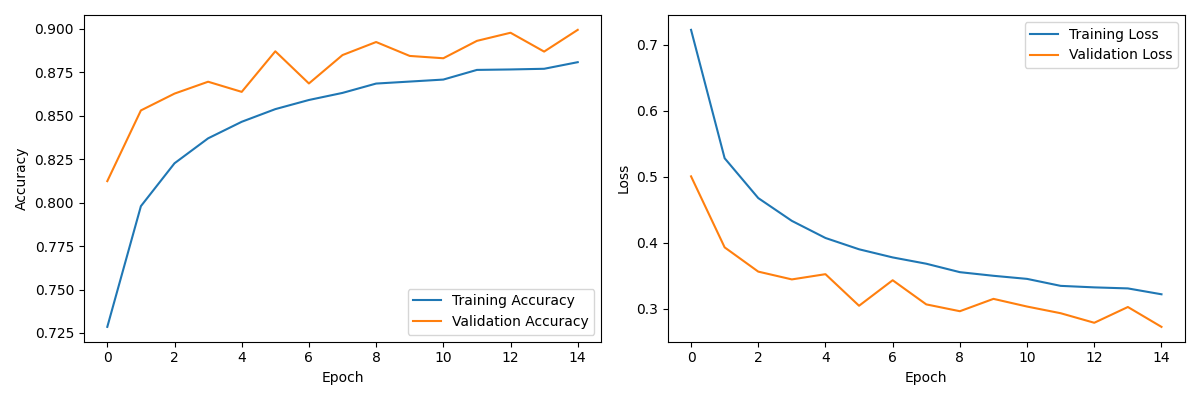 0.900
0.875
0.850
0.825
0.800
0.775
0.750
0.725
Accuracy
0 2 4 6 8 10 12 14
Epoch
Training Accuracy
Validation Accuracy
0.7
0.6
0.5
0.4
0.3
Loss
0 2 4 6 8 10 12 14
Epoch
Training Loss
Validation Loss